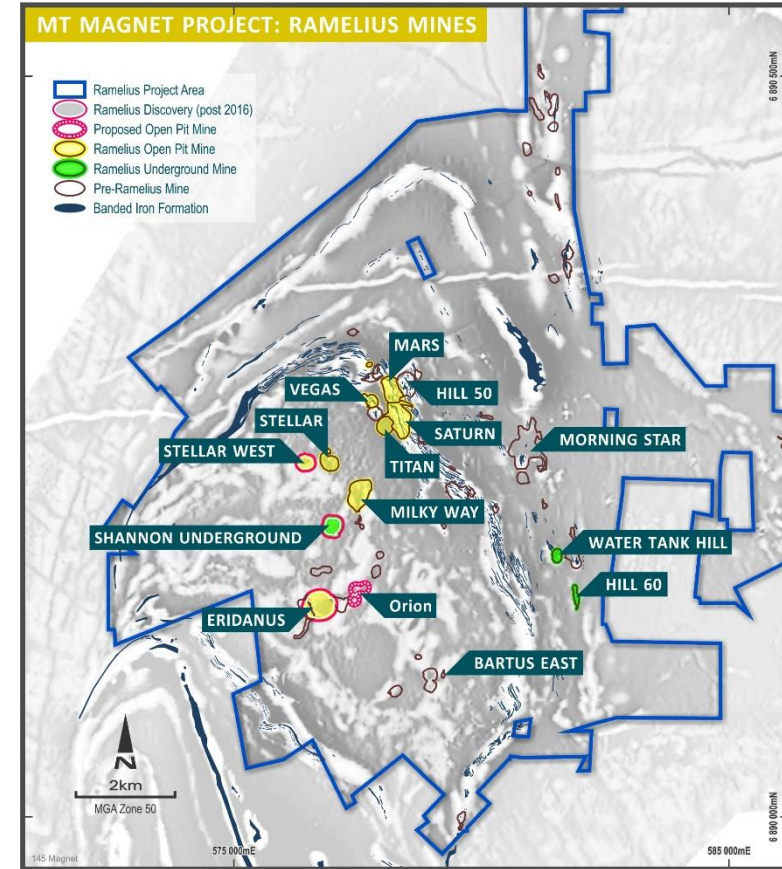 MT MAGNET PROJECT: RAMELIUS MINES
6 890 500mN
Ramelius Project Area
Ramelius Discovery (post 2016)
Proposed Open Pit Mine
Ramelius Open Pit Mine
Ramelius Underground Mine
Pre-Ramelius Mine
Banded Iron Formation
MARS
VEGAS
HILL 50
STELLAR
SATURN
MORNING STAR
STELLAR WEST
TITAN
MILKY WAY
SHANNON UNDERGROUND
WATER TANK HILL
HILL 60
Orion
ERIDANUS
BARTUS EAST
N
2km
MGA Zone 50
6 890 000mN
145 Magnet
575 000mE
585 000mE